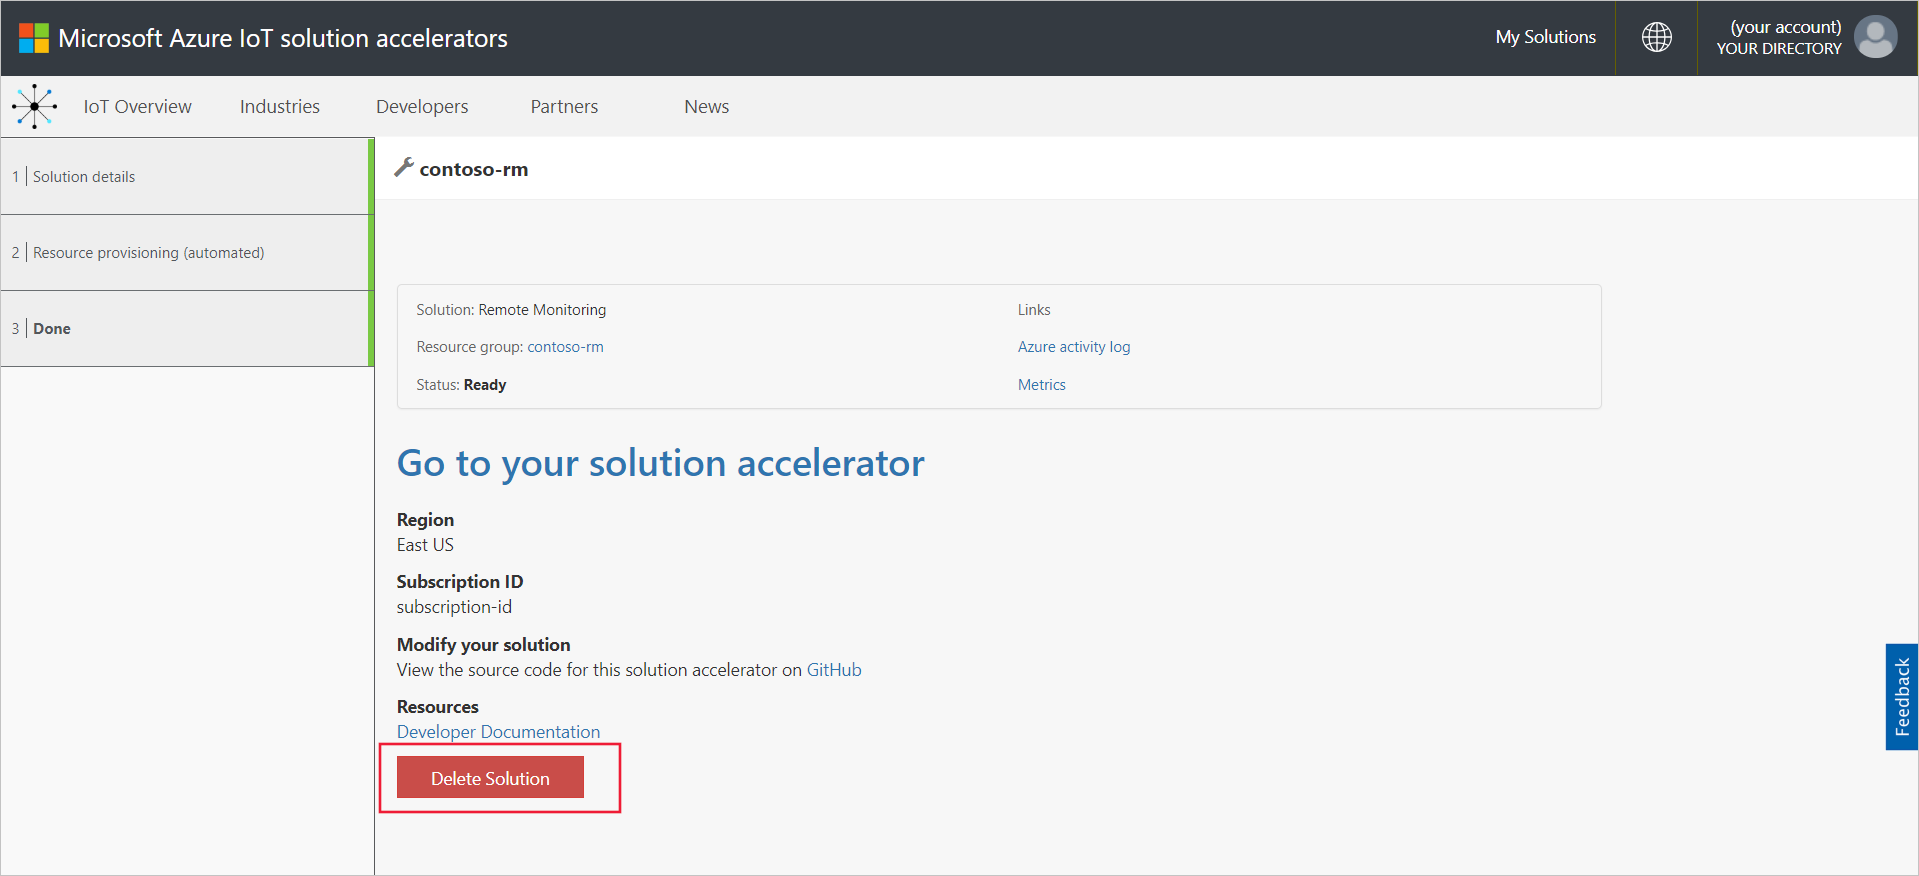 Microsoft Azure IoT solution accelerators
My Solutions
(your account)
YOUR DIRECTORY
IoT Overview
Industries
Developers
Partners
News
1 Solution details
2 Resource provisioning (automated)
3 Done
contoso-rm
Solution: Remote Monitoring
Links
Resource group: contoso-rm
Azure activity log
Status: Ready
Metrics
Go to your solution accelerator
Region
East US
Subscription ID
subscription-id
Modify your solution
View the source code for this solution accelerator on GitHub
Resources
Developer Documentation
Delete Solution
Feedback